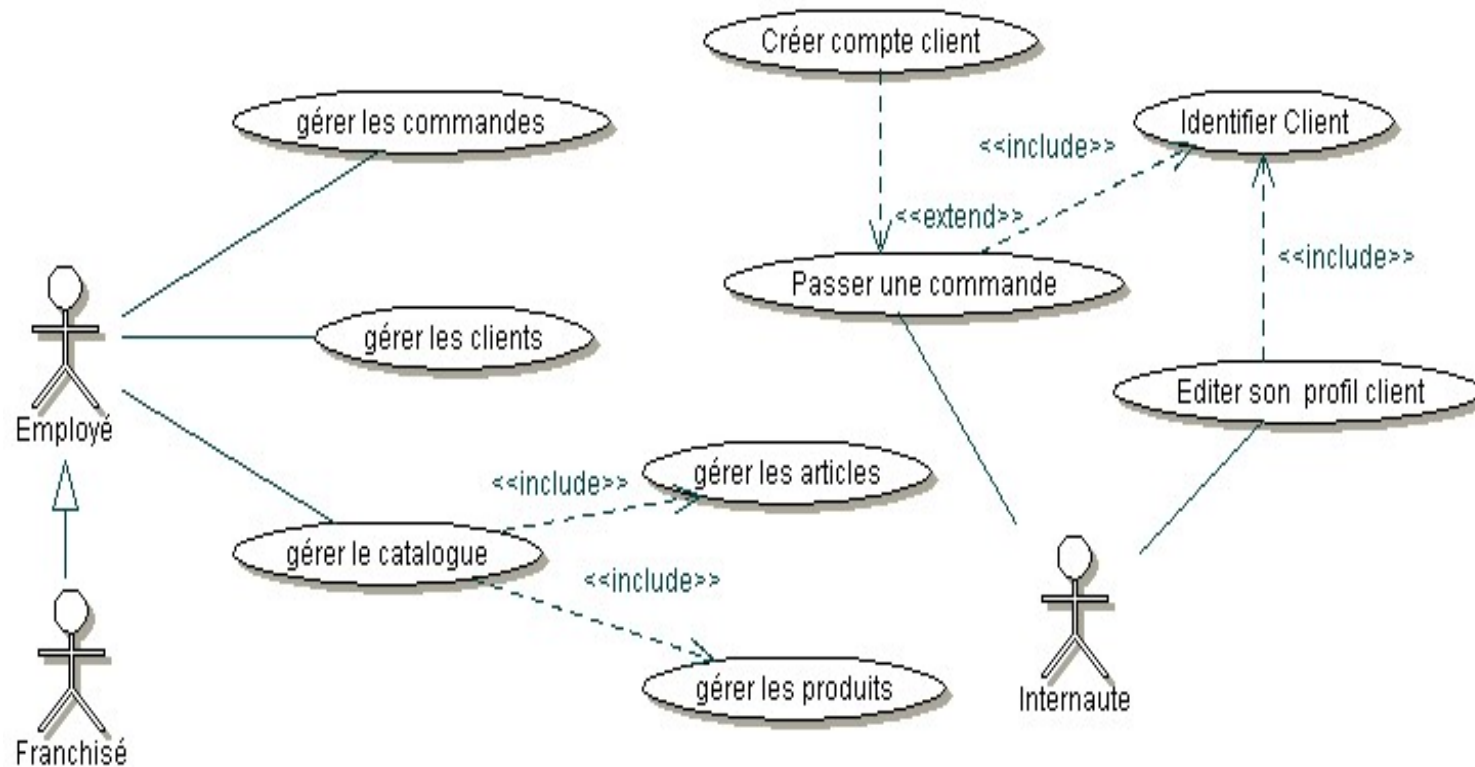 Créer compte client
gérer les commandes
Identifier Client
<<include>>
<<extend>>
Passer une commande
<<include>>
gérer les clients
Editer son profil client
Employé
gérer les articles
<<include>>
gérer le catalogue
<<include>>
gérer les produits
Internaute
Franchisé